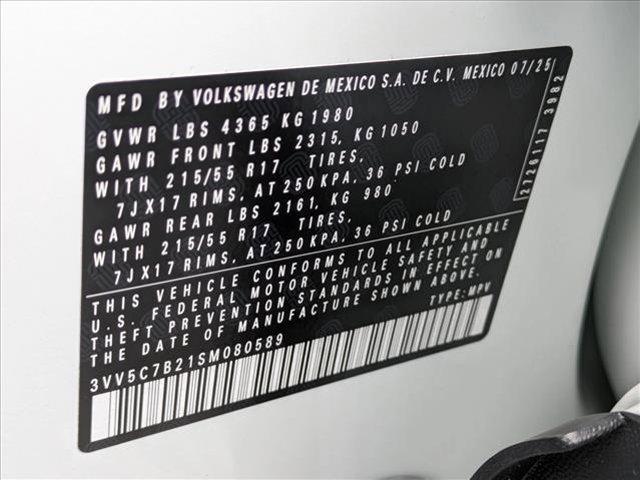 MFD BY VOLKSWAGEN DE MEXICO S.A. DE C.V. MEXICO 07/25
GVWR LBS 4365 KG 1980
GAWR FRONT LBS 2315, KG 1050
WITH 215/55 R17 TIRES,
7JX17 RIMS, AT 250 KPA, 36 PSI COLD
GAWR REAR LBS 2161, KG 980
WITH 215/55 R17 TIRES,
7JX17 RIMS, AT 250 KPA, 36 PSI COLD
THIS VEHICLE CONFORMS TO ALL APPLICABLE
U.S. FEDERAL MOTOR VEHICLE SAFETY AND
THEFT PREVENTION STANDARDS IN EFFECT ON
THE DATE OF MANUFACTURE SHOWN ABOVE.
3VV5C7B21SM080589 TYPE: MPV
2726117 3982